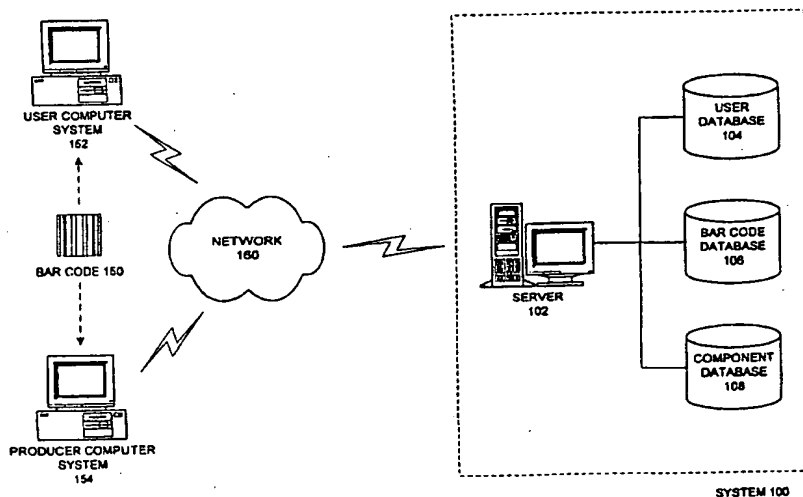 USER COMPUTER
SYSTEM
152
BAR CODE 150
PRODUCER COMPUTER
SYSTEM
154
NETWORK
160
SERVER
102
USER
DATABASE
104
BAR CODE
DATABASE
106
COMPONENT
DATABASE
108
SYSTEM 100